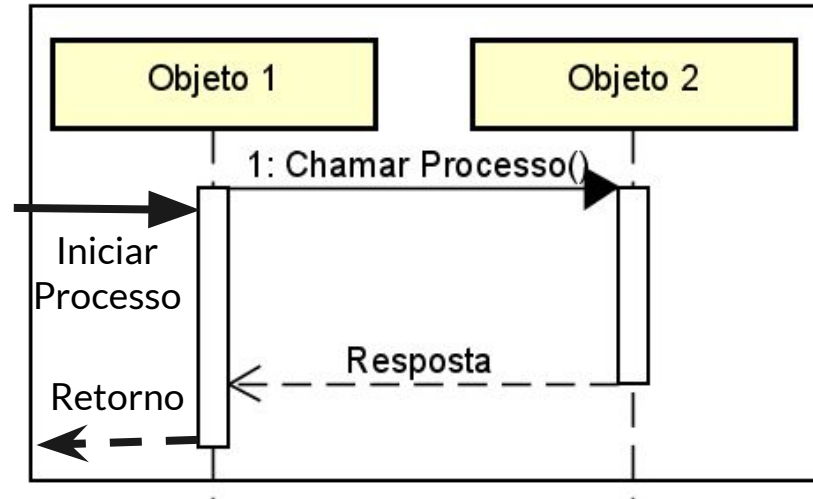 Objeto 1
Objeto 2
1: Chamar Processo()
Iniciar
Processo
Resposta
Retorno